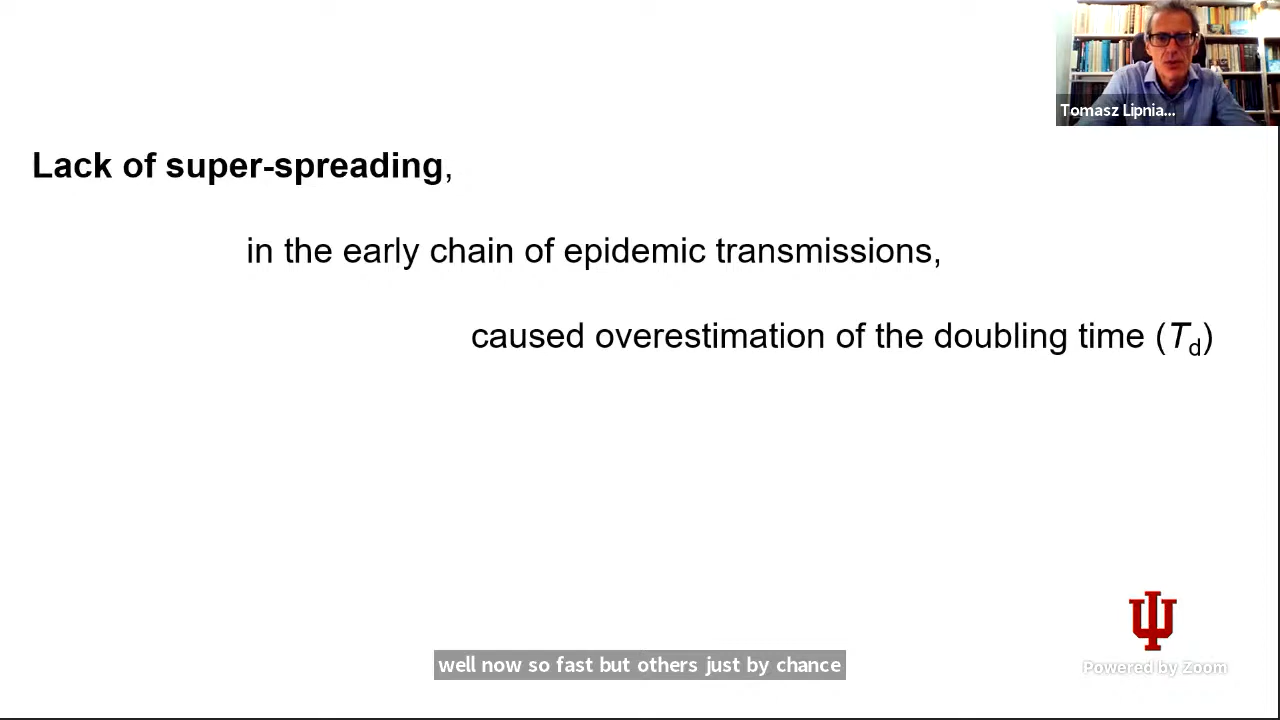 Tomasz Lipnia...
Lack of super-spreading,
in the early chain of epidemic transmissions,
caused overestimation of the doubling time (Td)
well now so fast but others just by chance
Powered by Zoom